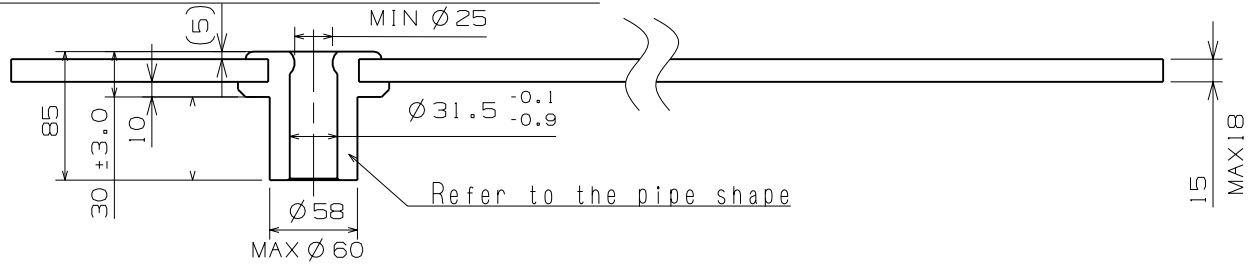 (5)
MIN Ø25
85
30 ±3.0
10
Ø31.5 -0.1 -0.9
Refer to the pipe shape
Ø58
MAX Ø60
15
MAX18